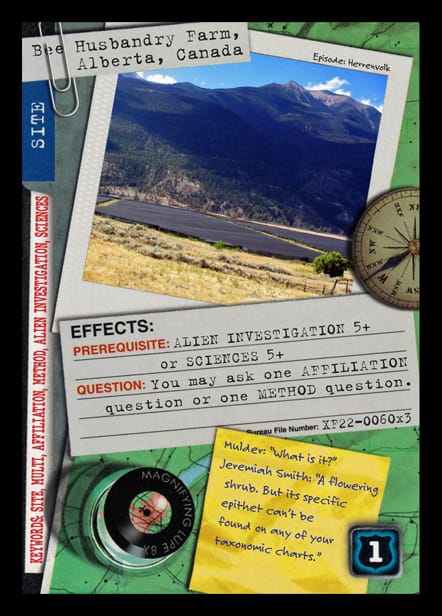 Bee Husbandry Farm,
Alberta, Canada
Episode: Herrenvolk
SITE
KEYWORDS: SITE, MULTI, AFFILIATION, METHOD, ALIEN INVESTIGATION, SCIENCES
EFFECTS:
PREREQUISITE: ALIEN INVESTIGATION 5+
or SCIENCES 5+
QUESTION: You may ask one AFFILIATION
question or one METHOD question.
Bureau File Number: XF22-0060x3
Mulder: "What is it?"
Jeremiah Smith: "A flowering
shrub. But its specific
epithet can't be
found on any of your
taxonomic charts."
MAGNIFYING LUPE 8X
1